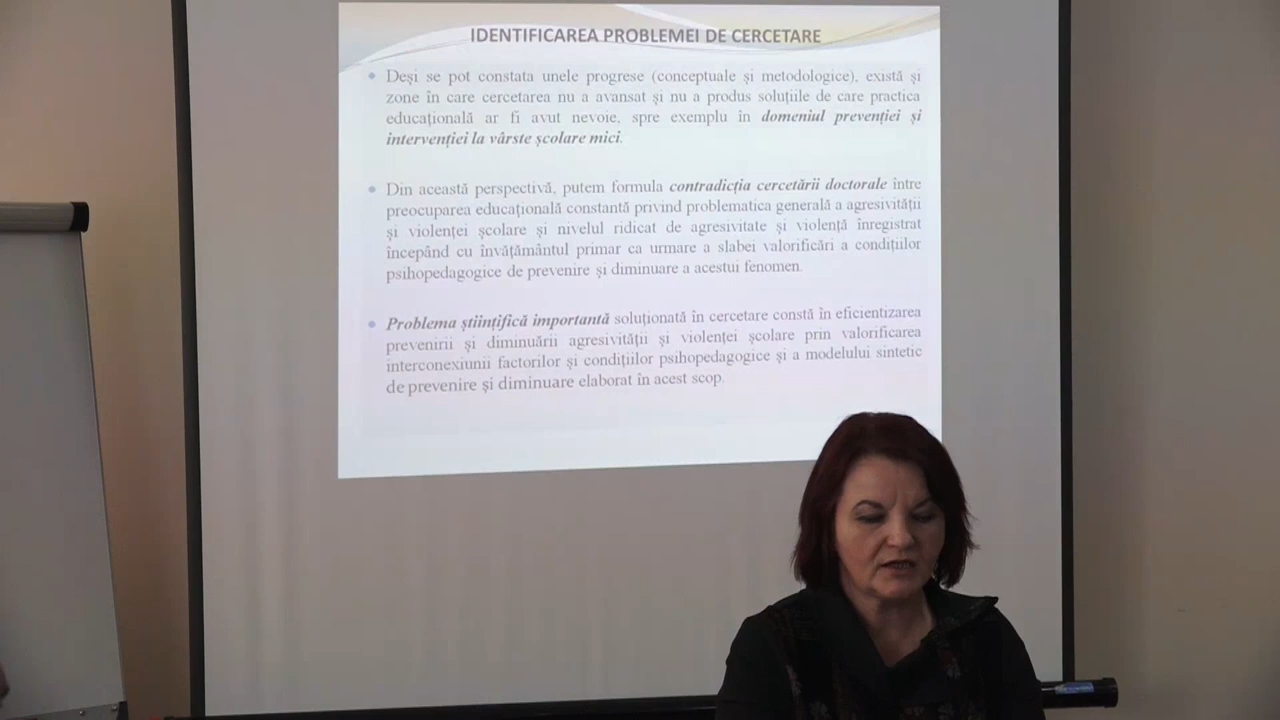 IDENTIFICAREA PROBLEMEI DE CERCETARE
• Deși se pot constata unele progrese (conceptuale și metodologice), există și
zone în care cercetarea nu a avansat și nu a produs soluțiile de care practica
educațională ar fi avut nevoie, spre exemplu în domeniul prevenției și
intervenției la vârste școlare mici.
• Din această perspectivă, putem formula contradicția cercetării doctorale între
preocuparea educațională constantă privind problematica generală a agresivității
și violenței școlare și nivelul ridicat de agresivitate și violență înregistrat
începând cu învățământul primar ca urmare a slabei valorificări a condițiilor
psihopedagogice de prevenire și diminuare a acestui fenomen.
• Problema științifică importantă soluționată în cercetare constă în eficientizarea
prevenirii și diminuării agresivității și violenței școlare prin valorificarea
interconexiunii factorilor și condițiilor psihopedagogice și a modelului sintetic
de prevenire și diminuare elaborat în acest scop.